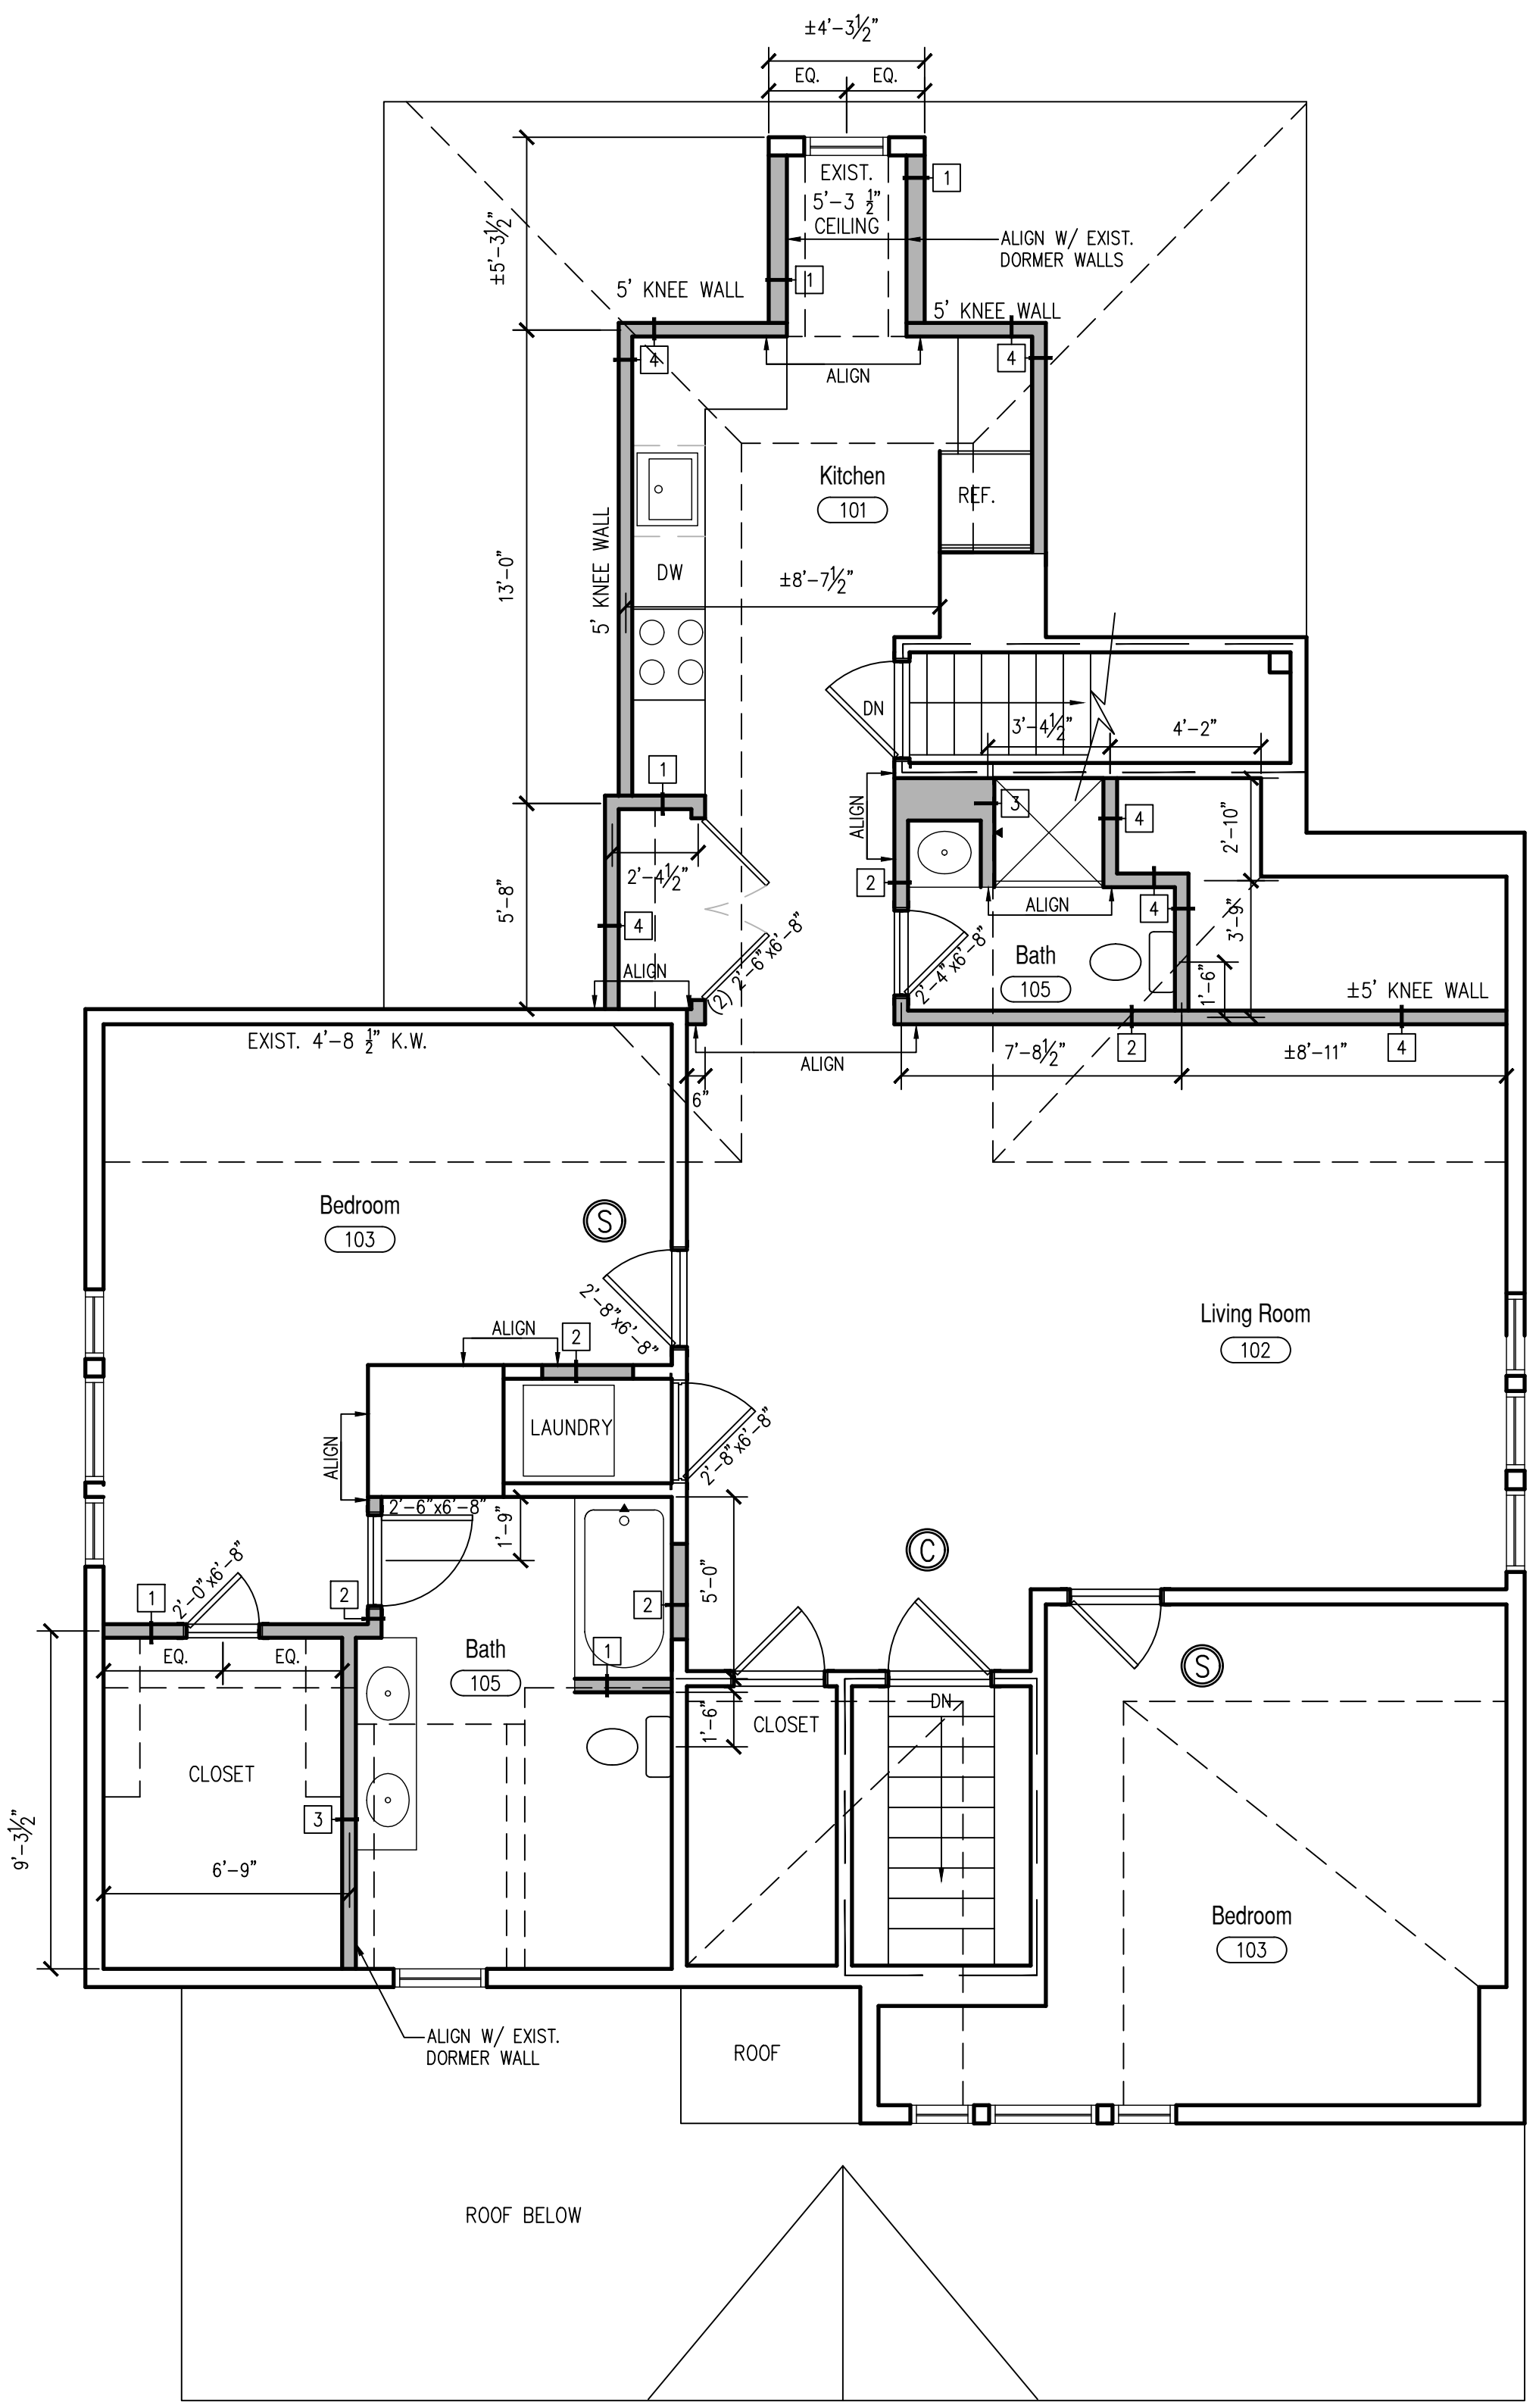 ±4'-3½"
EQ. EQ.
EXIST.
5'-3 ½"
CEILING
1
ALIGN W/ EXIST.
DORMER WALLS
±5'-3½"
1
5' KNEE WALL
5' KNEE WALL
4
4
ALIGN
Kitchen
101
REF.
5' KNEE WALL
13'-0"
DW
±8'-7½"
DN
3'-4½"
4'-2"
1
3
4
ALIGN
2'-10"
2'-4½"
2
5'-8"
4
ALIGN
4
3'-9"
(2) 2'-6"x6'-8"
2'-4"x6'-8"
Bath
105
ALIGN
1'-6"
±5' KNEE WALL
EXIST. 4'-8 ½" K.W.
ALIGN
7'-8½"
2
±8'-11"
4
6"
Bedroom
103
S
2'-8"x6'-8"
Living Room
102
ALIGN
2
LAUNDRY
2'-8"x6'-8"
ALIGN
2'-6"x6'-8"
1'-9"
C
5'-0"
2'-0"x6'-8"
1
2
2
EQ. EQ.
Bath
105
1
S
1'-6"
CLOSET
DN
CLOSET
3
9'-3½"
6'-9"
Bedroom
103
ALIGN W/ EXIST.
DORMER WALL
ROOF
ROOF BELOW